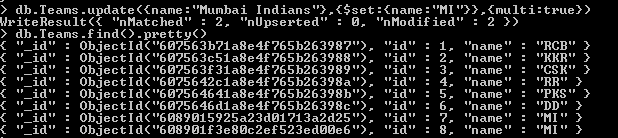 > db.Teams.update({name:"Mumbai Indians"},{$set:{name:"MI"}},{multi:true})
WriteResult({ "nMatched" : 2, "nUpserted" : 0, "nModified" : 2 })
> db.Teams.find().pretty()
{ "_id" : ObjectId("607563b71a8e4f765b263987"), "id" : 1, "name" : "RCB" }
{ "_id" : ObjectId("607563c51a8e4f765b263988"), "id" : 2, "name" : "KKR" }
{ "_id" : ObjectId("607563f31a8e4f765b263989"), "id" : 3, "name" : "CSK" }
{ "_id" : ObjectId("6075642c1a8e4f765b26398a"), "id" : 4, "name" : "RR" }
{ "_id" : ObjectId("607564641a8e4f765b26398b"), "id" : 5, "name" : "PKS" }
{ "_id" : ObjectId("6075646d1a8e4f765b26398c"), "id" : 6, "name" : "DD" }
{ "_id" : ObjectId("6089015925a23d01713a2d25"), "id" : 7, "name" : "MI" }
{ "_id" : ObjectId("608901f3e80c2ef523ed00e6"), "id" : 8, "name" : "MI" }